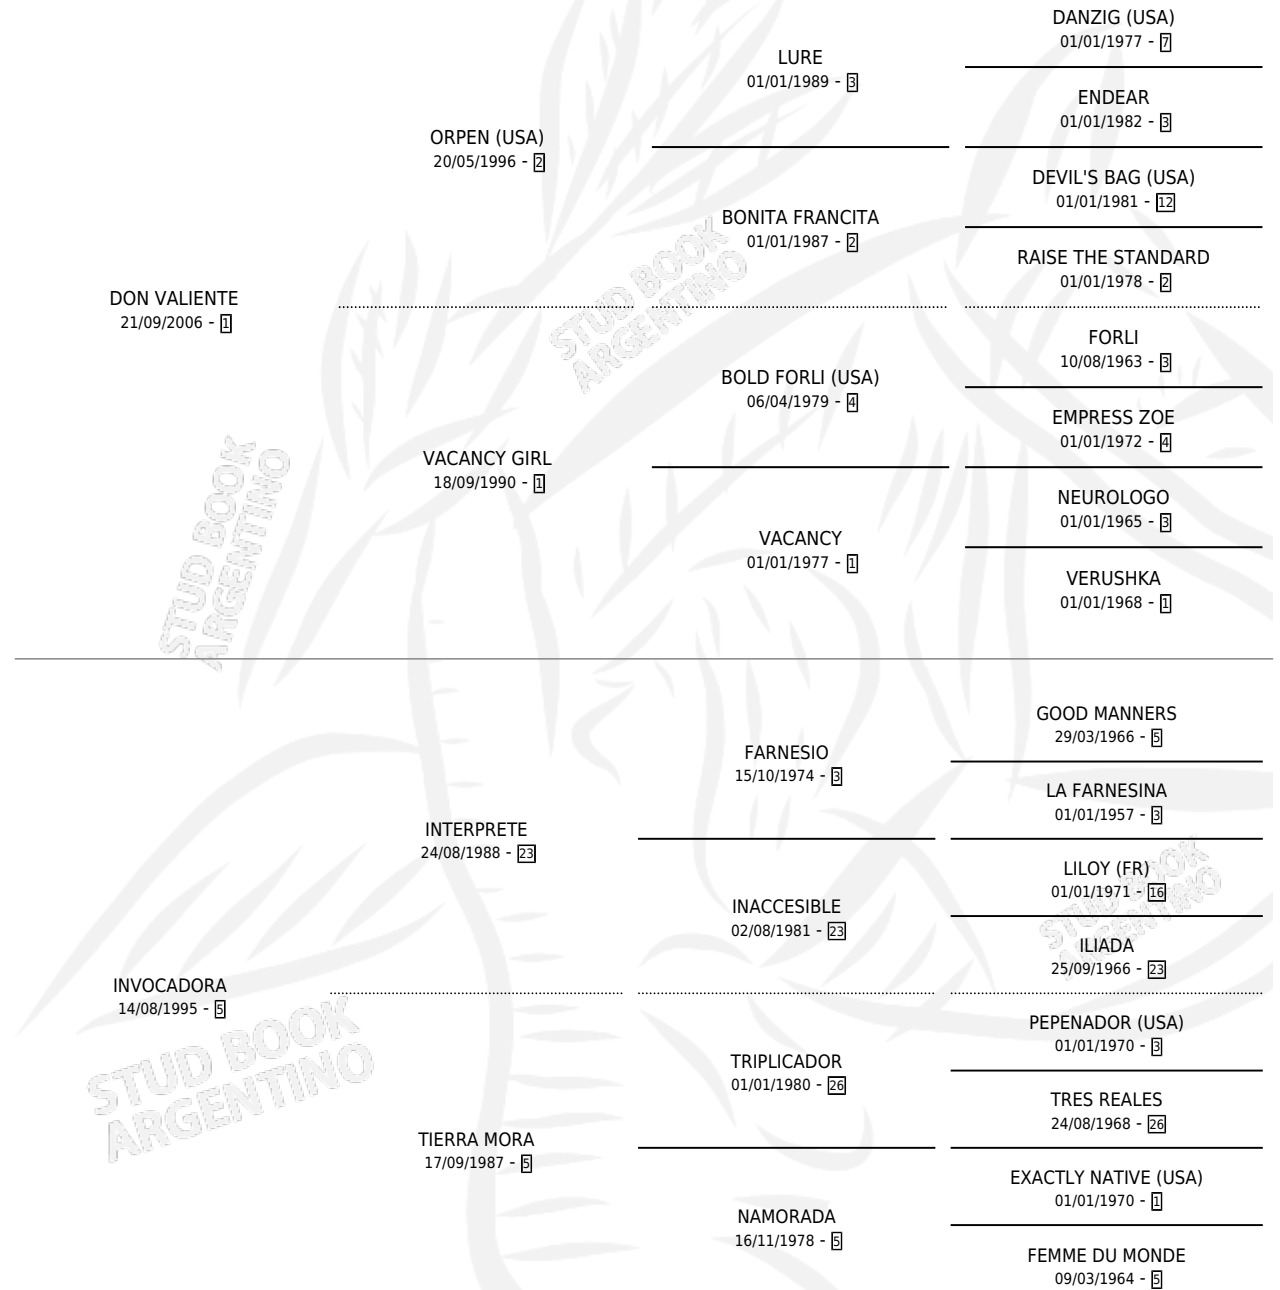 DANZIG (USA)
01/01/1977 - 7
LURE
01/01/1989 - 3
ENDEAR
01/01/1982 - 3
ORPEN (USA)
20/05/1996 - 2
DEVIL'S BAG (USA)
01/01/1981 - 12
BONITA FRANCITA
01/01/1987 - 2
RAISE THE STANDARD
01/01/1978 - 2
DON VALIENTE
21/09/2006 - 1
FORLI
10/08/1963 - 3
BOLD FORLI (USA)
06/04/1979 - 4
EMPRESS ZOE
01/01/1972 - 4
VACANCY GIRL
18/09/1990 - 1
NEUROLOGO
01/01/1965 - 3
VACANCY
01/01/1977 - 1
VERUSHKA
01/01/1968 - 1
STUD BOOK
ARGENTINO
STUD BOOK
ARGENTINO
GOOD MANNERS
29/03/1966 - 5
FARNESIO
15/10/1974 - 3
LA FARNESINA
01/01/1957 - 3
INTERPRETE
24/08/1988 - 23
LILOY (FR)
01/01/1971 - 16
INACCESIBLE
02/08/1981 - 23
ILIADA
25/09/1966 - 23
STUD BOOK
ARGENTINO
INVOCADORA
14/08/1995 - 5
PEPENADOR (USA)
01/01/1970 - 3
TRIPLICADOR
01/01/1980 - 26
TRES REALES
24/08/1968 - 26
STUD BOOK
ARGENTINO
TIERRA MORA
17/09/1987 - 5
EXACTLY NATIVE (USA)
01/01/1970 - 1
NAMORADA
16/11/1978 - 5
FEMME DU MONDE
09/03/1964 - 5